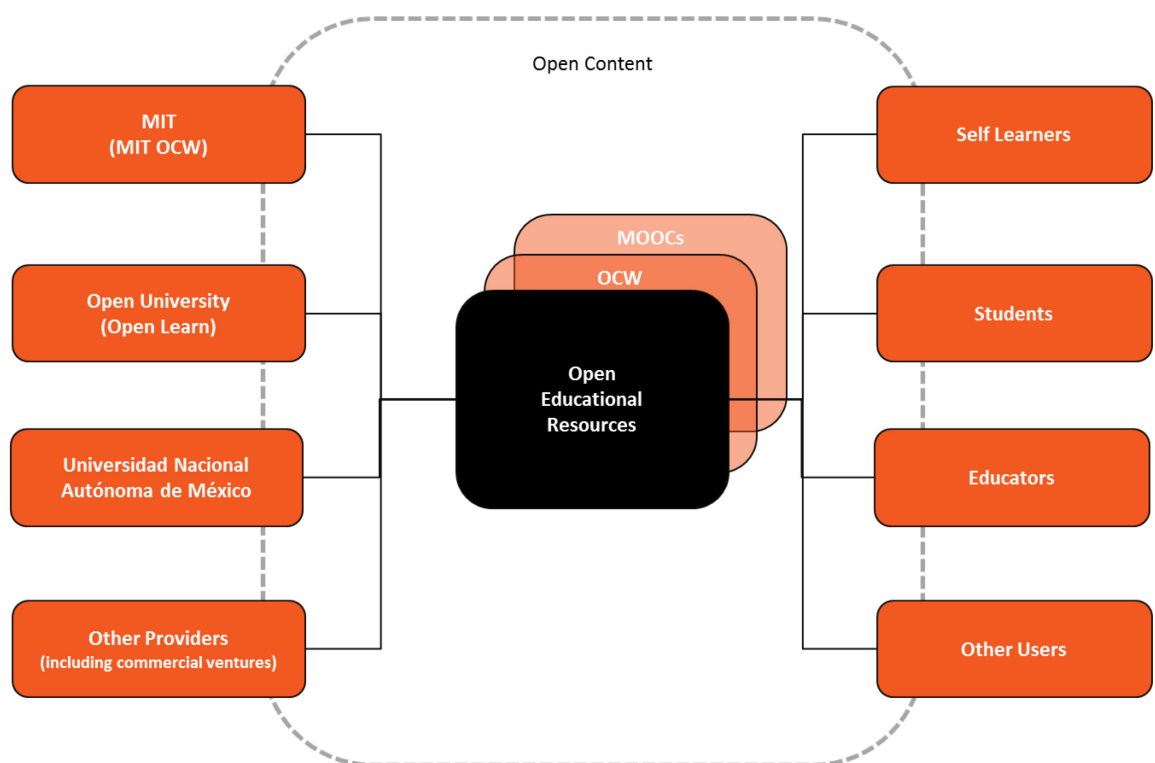 Open Content
MIT
(MIT OCW)
Open University
(Open Learn)
Universidad Nacional
Autónoma de México
Other Providers
(including commercial ventures)
MOOCs
OCW
Open
Educational
Resources
Self Learners
Students
Educators
Other Users